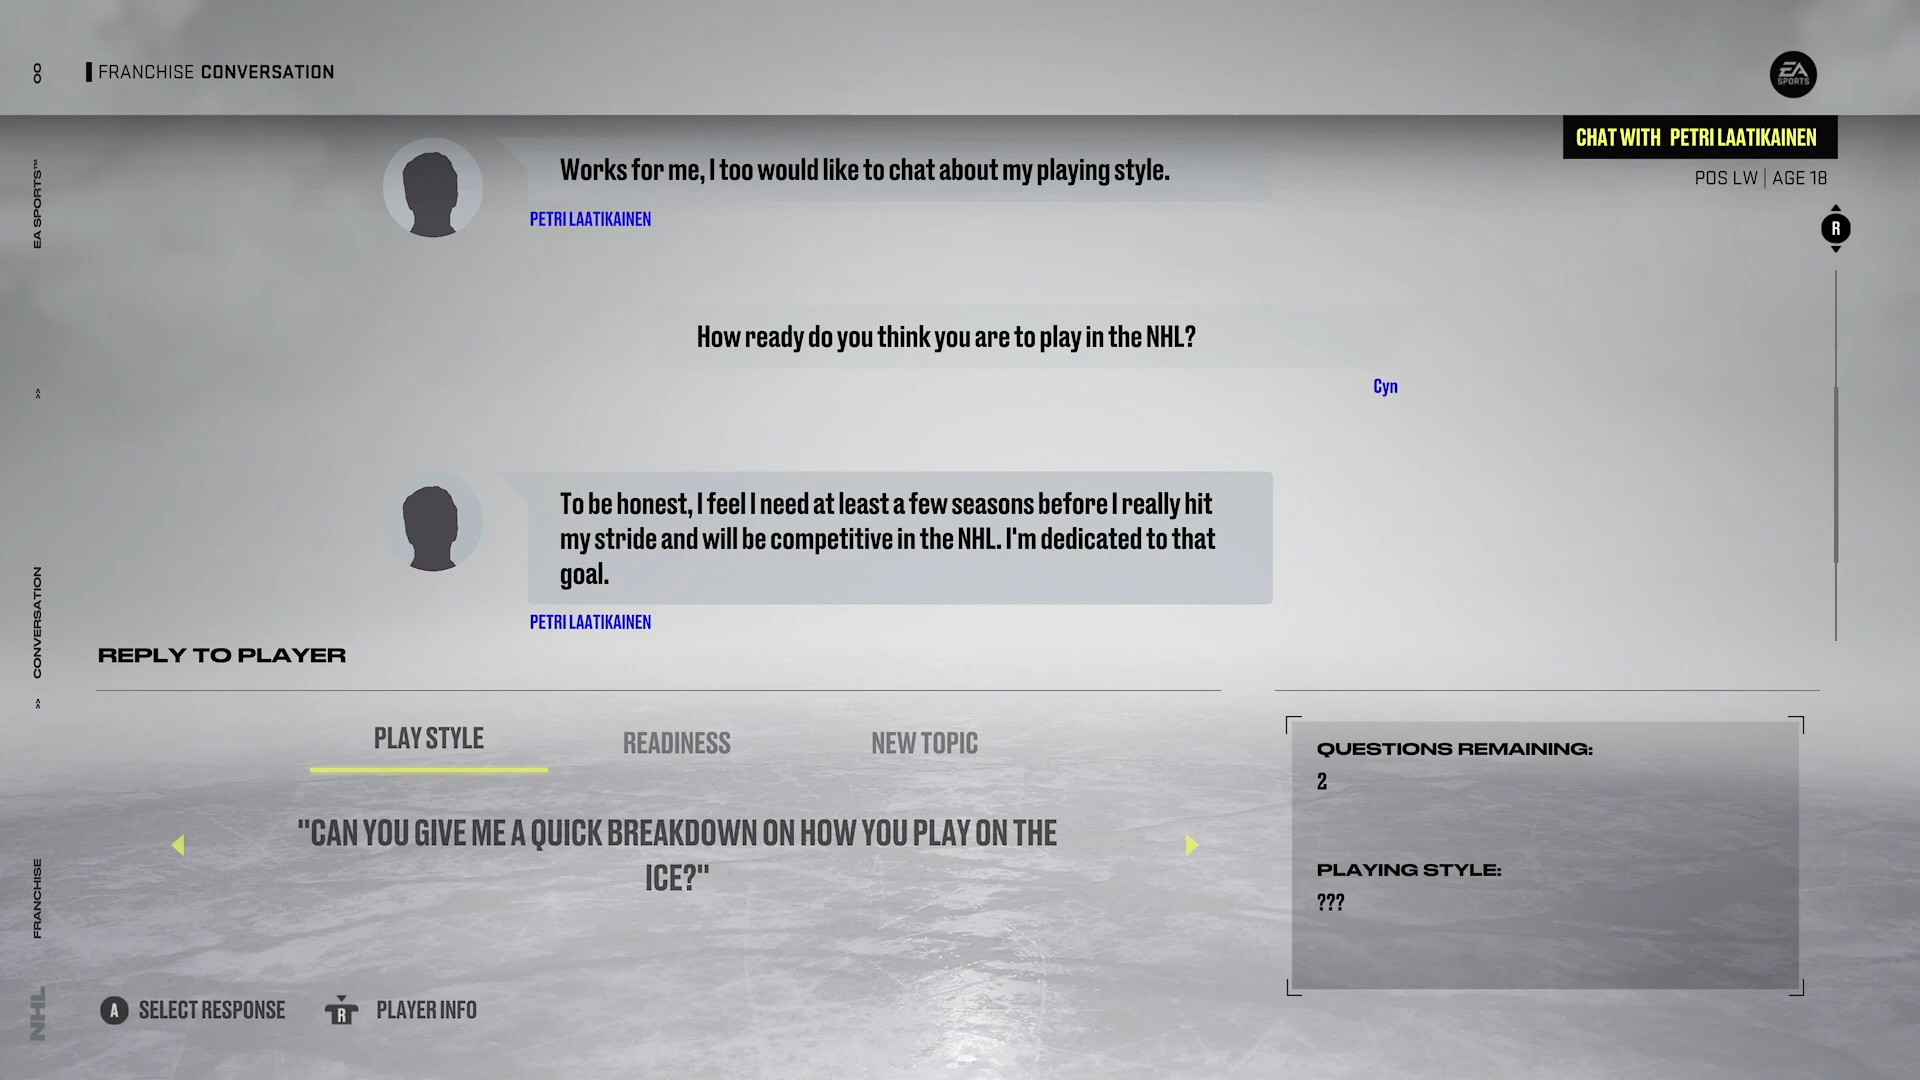 FRANCHISE CONVERSATION
EA
SPORTS
CHAT WITH PETRI LAATIKAINEN
POS LW | AGE 18
R
Works for me, I too would like to chat about my playing style.
PETRI LAATIKAINEN
How ready do you think you are to play in the NHL?
Cyn
To be honest, I feel I need at least a few seasons before I really hit
my stride and will be competitive in the NHL. I'm dedicated to that
goal.
PETRI LAATIKAINEN
REPLY TO PLAYER
PLAY STYLE
READINESS
NEW TOPIC
"CAN YOU GIVE ME A QUICK BREAKDOWN ON HOW YOU PLAY ON THE
ICE?"
QUESTIONS REMAINING:
2
PLAYING STYLE:
???
A SELECT RESPONSE
R PLAYER INFO
NHL
FRANCHISE
>> CONVERSATION >>
EA SPORTS™